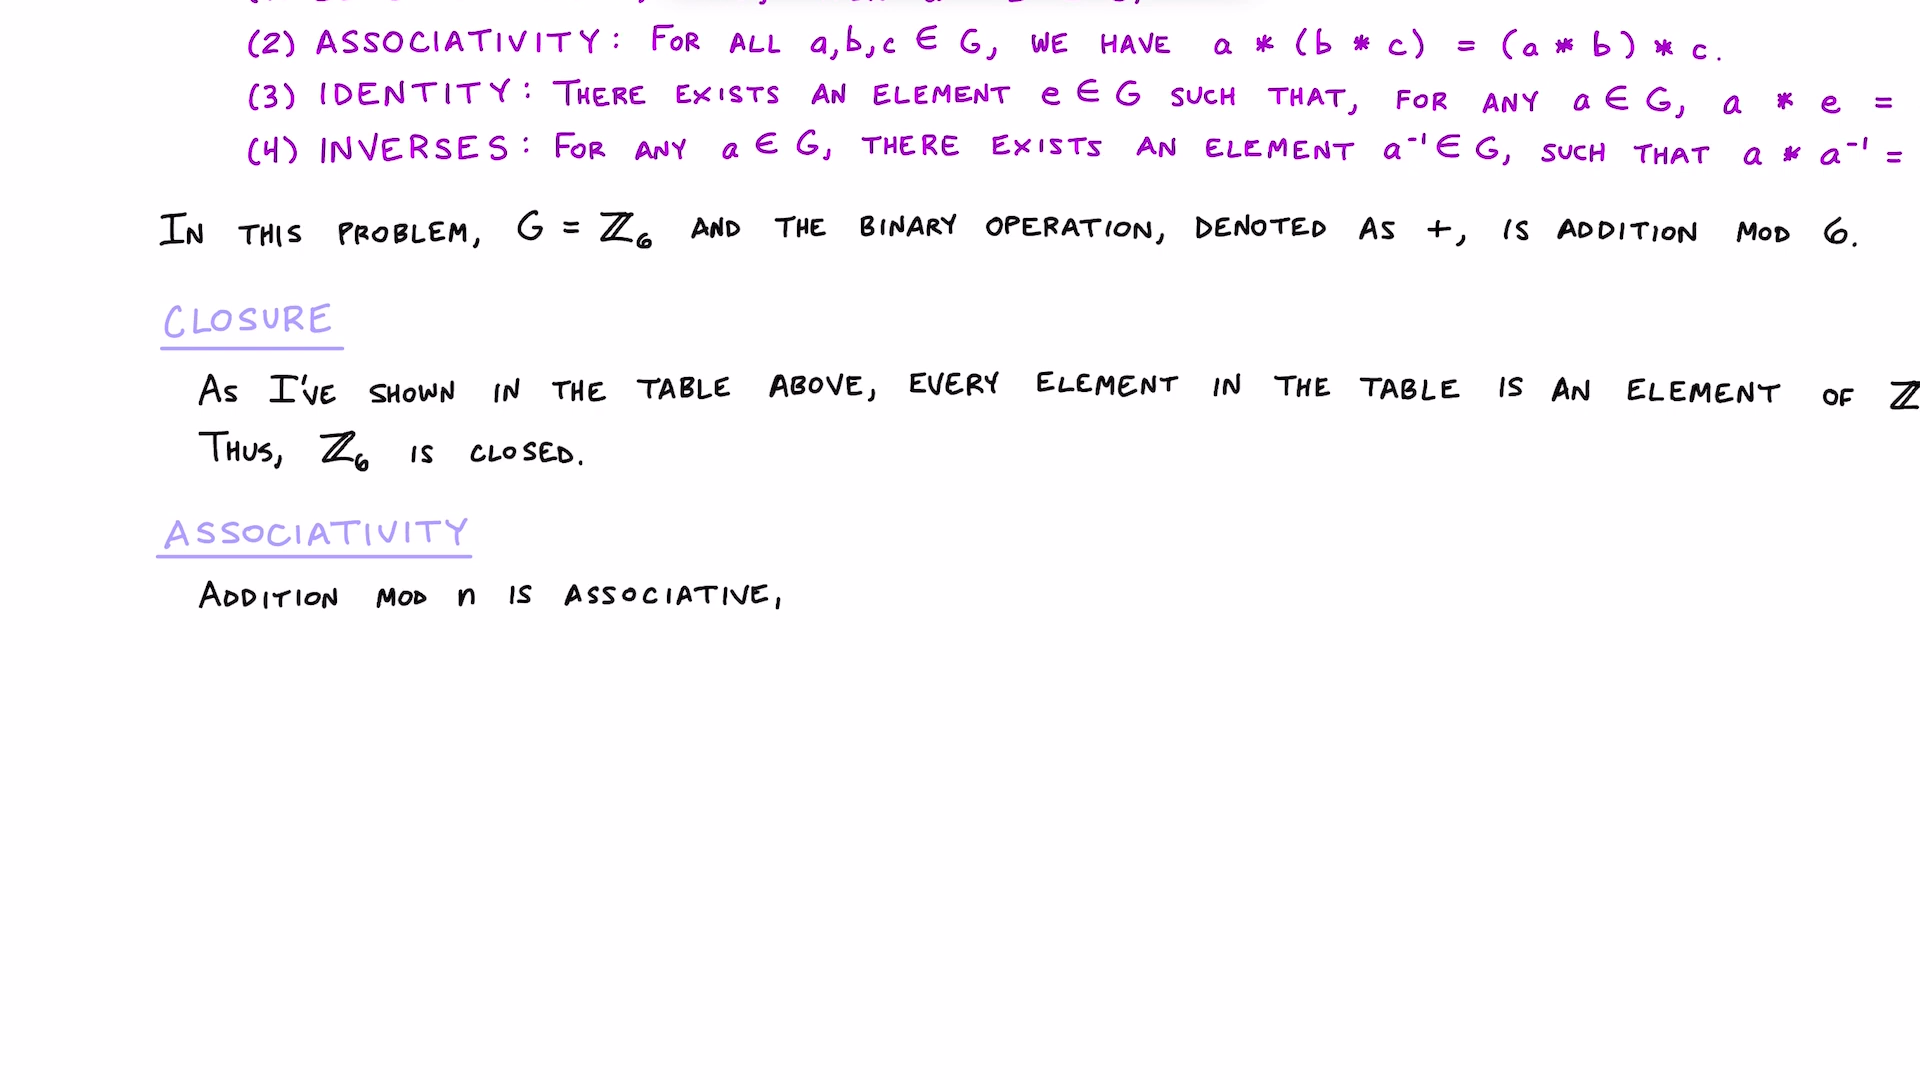 (2) ASSOCIATIVITY: FOR ALL a,b,c ∈ G, WE HAVE a * (b * c) = (a * b) * c.
(3) IDENTITY: THERE EXISTS AN ELEMENT e ∈ G SUCH THAT, FOR ANY a ∈ G, a * e =
(4) INVERSES: FOR ANY a ∈ G, THERE EXISTS AN ELEMENT a⁻¹ ∈ G, SUCH THAT a * a⁻¹ =
IN THIS PROBLEM, G = ℤ₆ AND THE BINARY OPERATION, DENOTED AS +, IS ADDITION MOD 6.
CLOSURE
AS I'VE SHOWN IN THE TABLE ABOVE, EVERY ELEMENT IN THE TABLE IS AN ELEMENT OF ℤ
THUS, ℤ₆ IS CLOSED.
ASSOCIATIVITY
ADDITION MOD n IS ASSOCIATIVE,